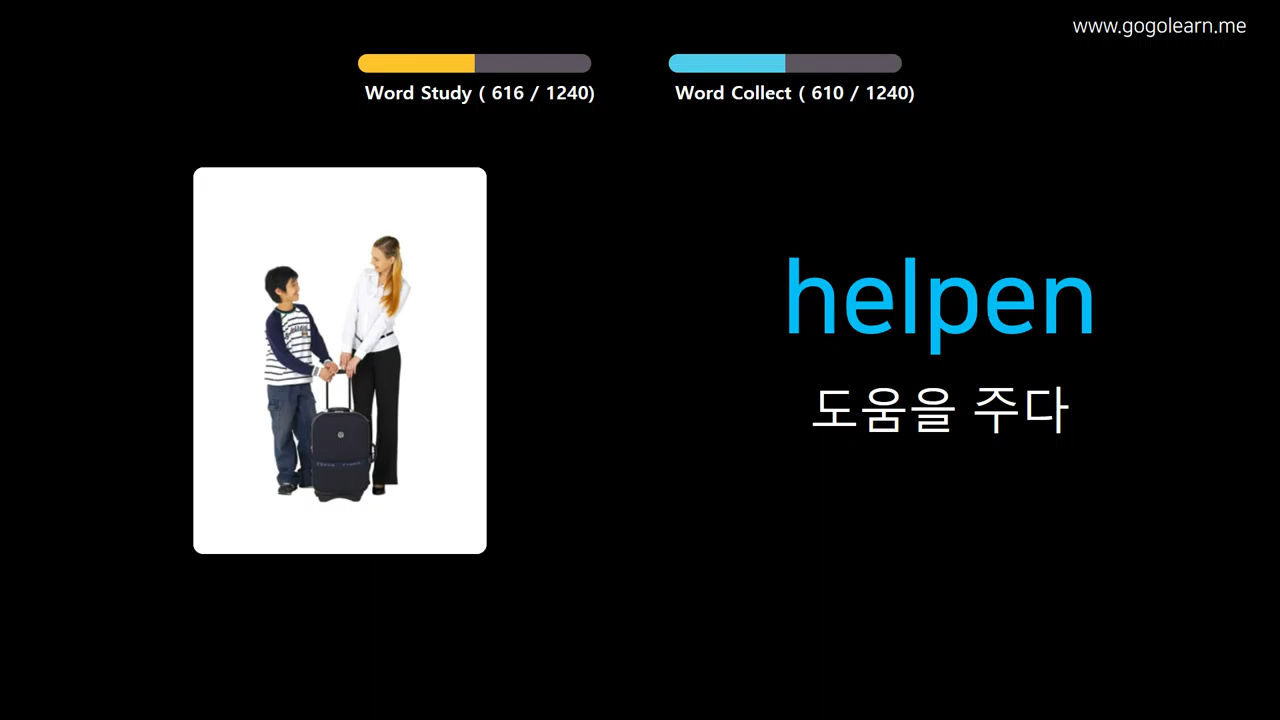 www.gogolearn.me
Word Study ( 616 / 1240)
Word Collect ( 610 / 1240)
helpen
도움을 주다